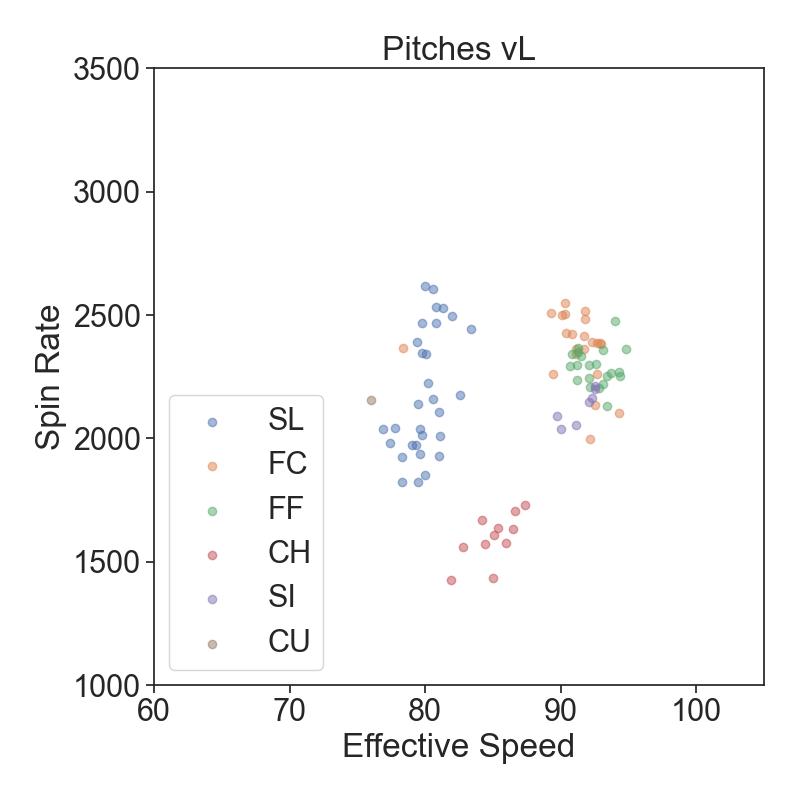 Pitches vL
3500
3000
2500
2000
1500
1000
Spin Rate
SL
FC
FF
CH
SI
CU
60 70 80 90 100
Effective Speed